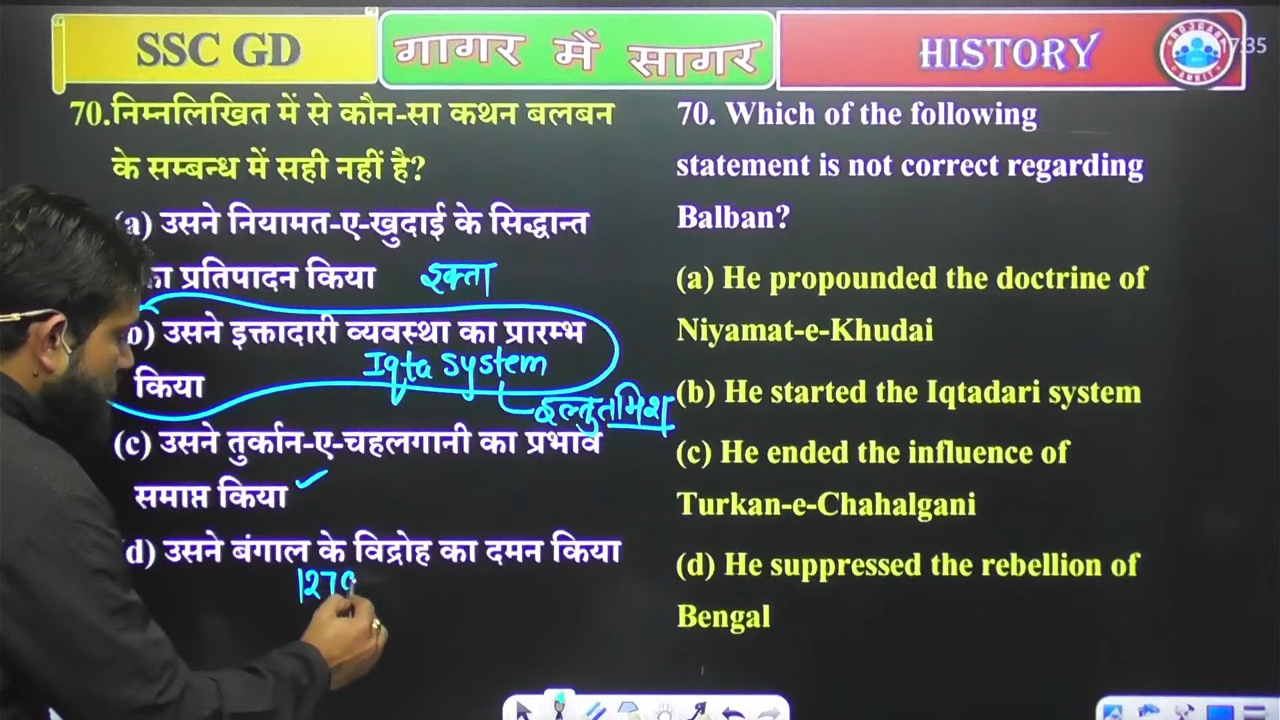 SSC GD
गागर में सागर
HISTORY
7:35
70.निम्नलिखित में से कौन-सा कथन बलबन
के सम्बन्ध में सही नहीं है?
(a) उसने नियामत-ए-खुदाई के सिद्धान्त
का प्रतिपादन किया इक्ता
b) उसने इक्तादारी व्यवस्था का प्रारम्भ
किया Iqta System
इल्तुतमिश
(c) उसने तुर्कान-ए-चहलगानी का प्रभाव
समाप्त किया
d) उसने बंगाल के विद्रोह का दमन किया
1279
70. Which of the following
statement is not correct regarding
Balban?
(a) He propounded the doctrine of
Niyamat-e-Khudai
(b) He started the Iqtadari system
(c) He ended the influence of
Turkan-e-Chahalgani
(d) He suppressed the rebellion of
Bengal